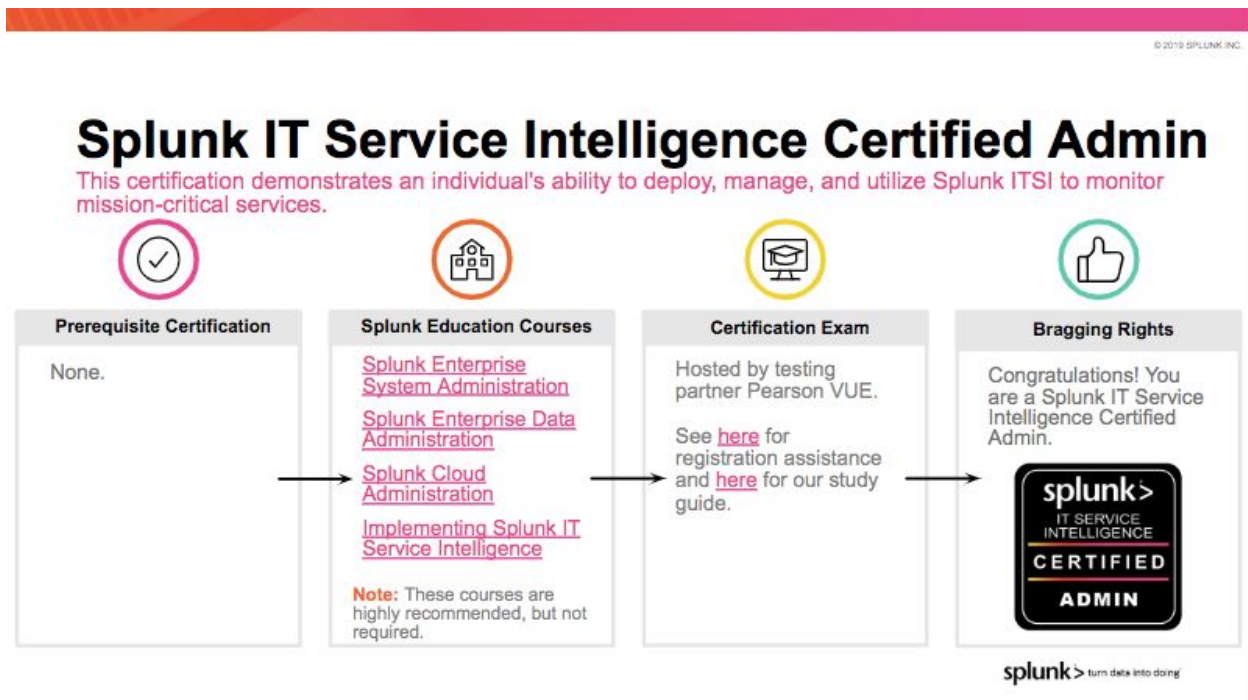 © 2019 SPLUNK INC.
Splunk IT Service Intelligence Certified Admin
This certification demonstrates an individual's ability to deploy, manage, and utilize Splunk ITSI to monitor
mission-critical services.
Prerequisite Certification
None.
Splunk Education Courses
Splunk Enterprise
System Administration
Splunk Enterprise Data
Administration
Splunk Cloud
Administration
Implementing Splunk IT
Service Intelligence
Note: These courses are
highly recommended, but not
required.
Certification Exam
Hosted by testing
partner Pearson VUE.
See here for
registration assistance
and here for our study
guide.
Bragging Rights
Congratulations! You
are a Splunk IT Service
Intelligence Certified
Admin.
splunk>
IT SERVICE
INTELLIGENCE
CERTIFIED
ADMIN
splunk> turn data into doing